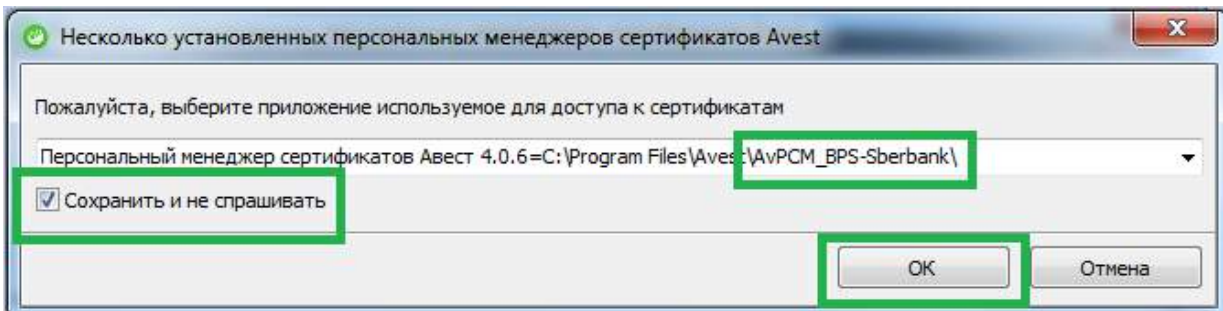 Несколько установленных персональных менеджеров сертификатов Avest
Пожалуйста, выберите приложение используемое для доступа к сертификатам
Персональный менеджер сертификатов Авест 4.0.6=C:\Program Files\Avest\AvPCM_BPS-Sberbank\
Сохранить и не спрашивать
ОК
Отмена